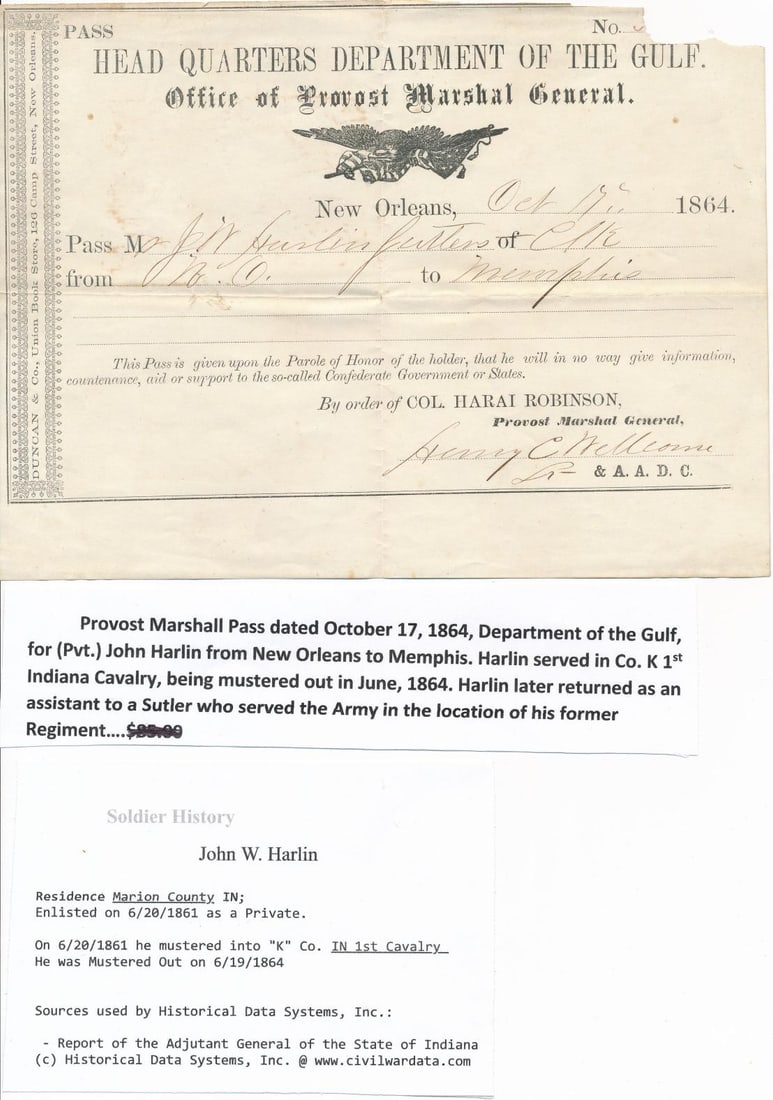 PASS No.
HEAD QUARTERS DEPARTMENT OF THE GULF.
Office of Provost Marshal General.
New Orleans, Oct 17 1864.
Pass Mr J W Harlin Sutlers of Clk
from N. O. to Memphis
This Pass is given upon the Parole of Honor of the holder, that he will in no way give information,
countenance, aid or support to the so-called Confederate Government or States.
By order of COL. HARAI ROBINSON,
Provost Marshal General,
Henry C Wellcome
& A. A. D. C.
DUNCAN & Co., Union Book Store, 126 Camp Street, New Orleans.
Provost Marshall Pass dated October 17, 1864, Department of the Gulf,
for (Pvt.) John Harlin from New Orleans to Memphis. Harlin served in Co. K 1st
Indiana Cavalry, being mustered out in June, 1864. Harlin later returned as an
assistant to a Sutler who served the Army in the location of his former
Regiment....
Soldier History
John W. Harlin
Residence Marion County IN;
Enlisted on 6/20/1861 as a Private.
On 6/20/1861 he mustered into "K" Co. IN 1st Cavalry
He was Mustered Out on 6/19/1864
Sources used by Historical Data Systems, Inc.:
- Report of the Adjutant General of the State of Indiana
(c) Historical Data Systems, Inc. @ www.civilwardata.com